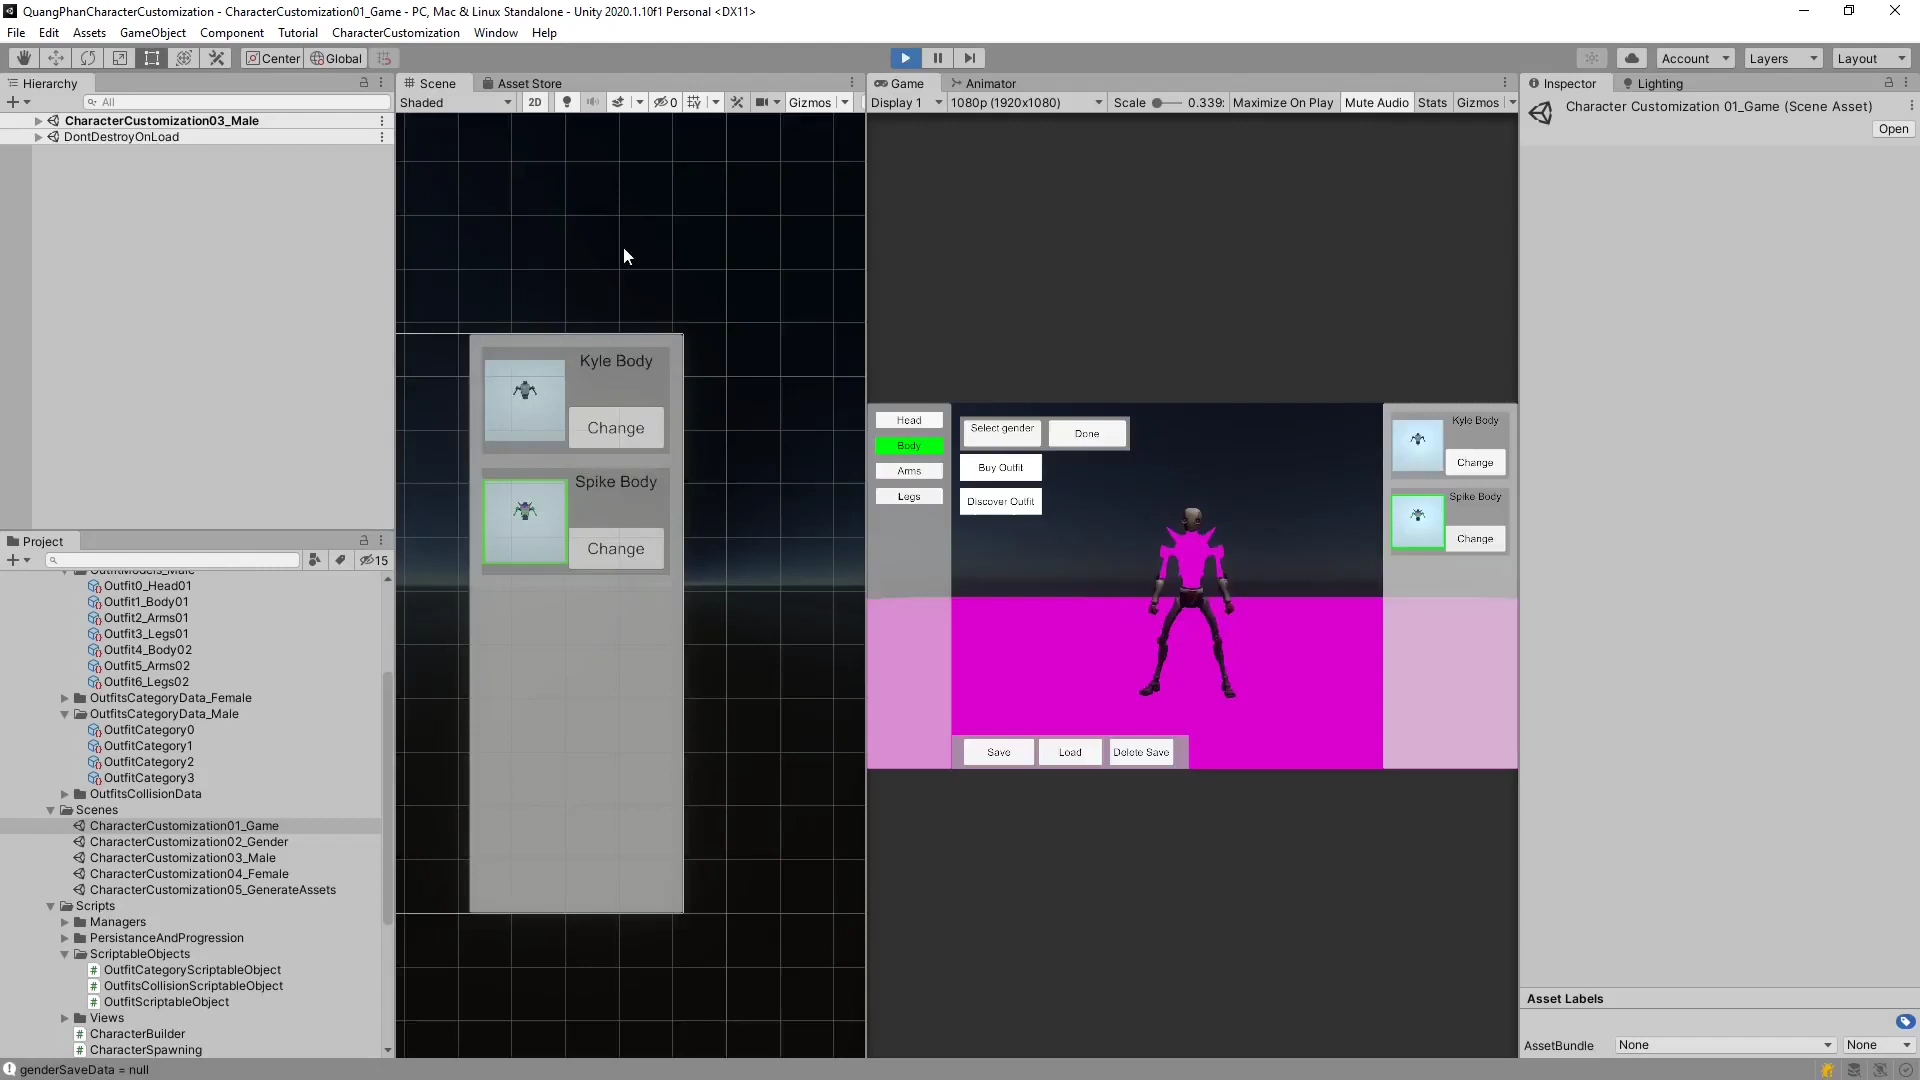 QuangPhanCharacterCustomization - CharacterCustomization01_Game - PC, Mac & Linux Standalone - Unity 2020.1.10f1 Personal <DX11>
File Edit Assets GameObject Component Tutorial CharacterCustomization Window Help
Center Global Account Layers Layout
Hierarchy
All
CharacterCustomization03_Male
DontDestroyOnLoad
Scene Asset Store
Shaded 2D 0 Gizmos
Kyle Body
Change
Spike Body
Change
Game Animator
Display 1 1080p (1920x1080) Scale 0.339: Maximize On Play Mute Audio Stats Gizmos
Head
Body
Arms
Legs
Select gender Done
Buy Outfit
Discover Outfit
Kyle Body
Change
Spike Body
Change
Save Load Delete Save
Inspector Lighting
Character Customization 01_Game (Scene Asset)
Open
Project
15
OutfitModels_Male
Outfit0_Head01
Outfit1_Body01
Outfit2_Arms01
Outfit3_Legs01
Outfit4_Body02
Outfit5_Arms02
Outfit6_Legs02
OutfitsCategoryData_Female
OutfitsCategoryData_Male
OutfitCategory0
OutfitCategory1
OutfitCategory2
OutfitCategory3
OutfitsCollisionData
Scenes
CharacterCustomization01_Game
CharacterCustomization02_Gender
CharacterCustomization03_Male
CharacterCustomization04_Female
CharacterCustomization05_GenerateAssets
Scripts
Managers
PersistanceAndProgression
ScriptableObjects
OutfitCategoryScriptableObject
OutfitsCollisionScriptableObject
OutfitScriptableObject
Views
CharacterBuilder
CharacterSpawning
Asset Labels
AssetBundle None None
genderSaveData = null